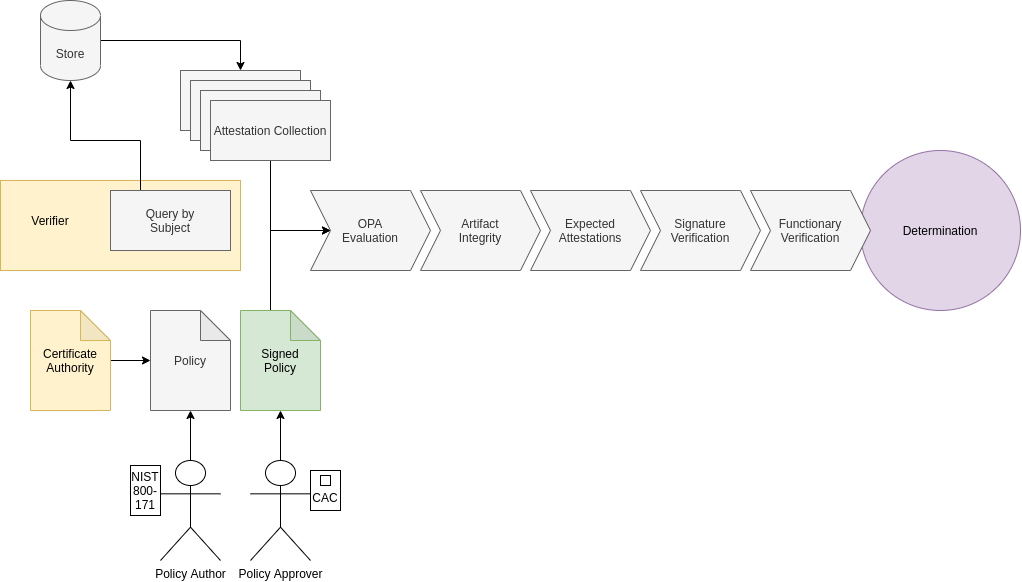 Store
Attestation Collection
Verifier
Query by
Subject
OPA
Evaluation
Artifact
Integrity
Expected
Attestations
Signature
Verification
Functionary
Verification
Determination
Certificate
Authority
Policy
Signed
Policy
NIST
800-
171
CAC
Policy Author
Policy Approver